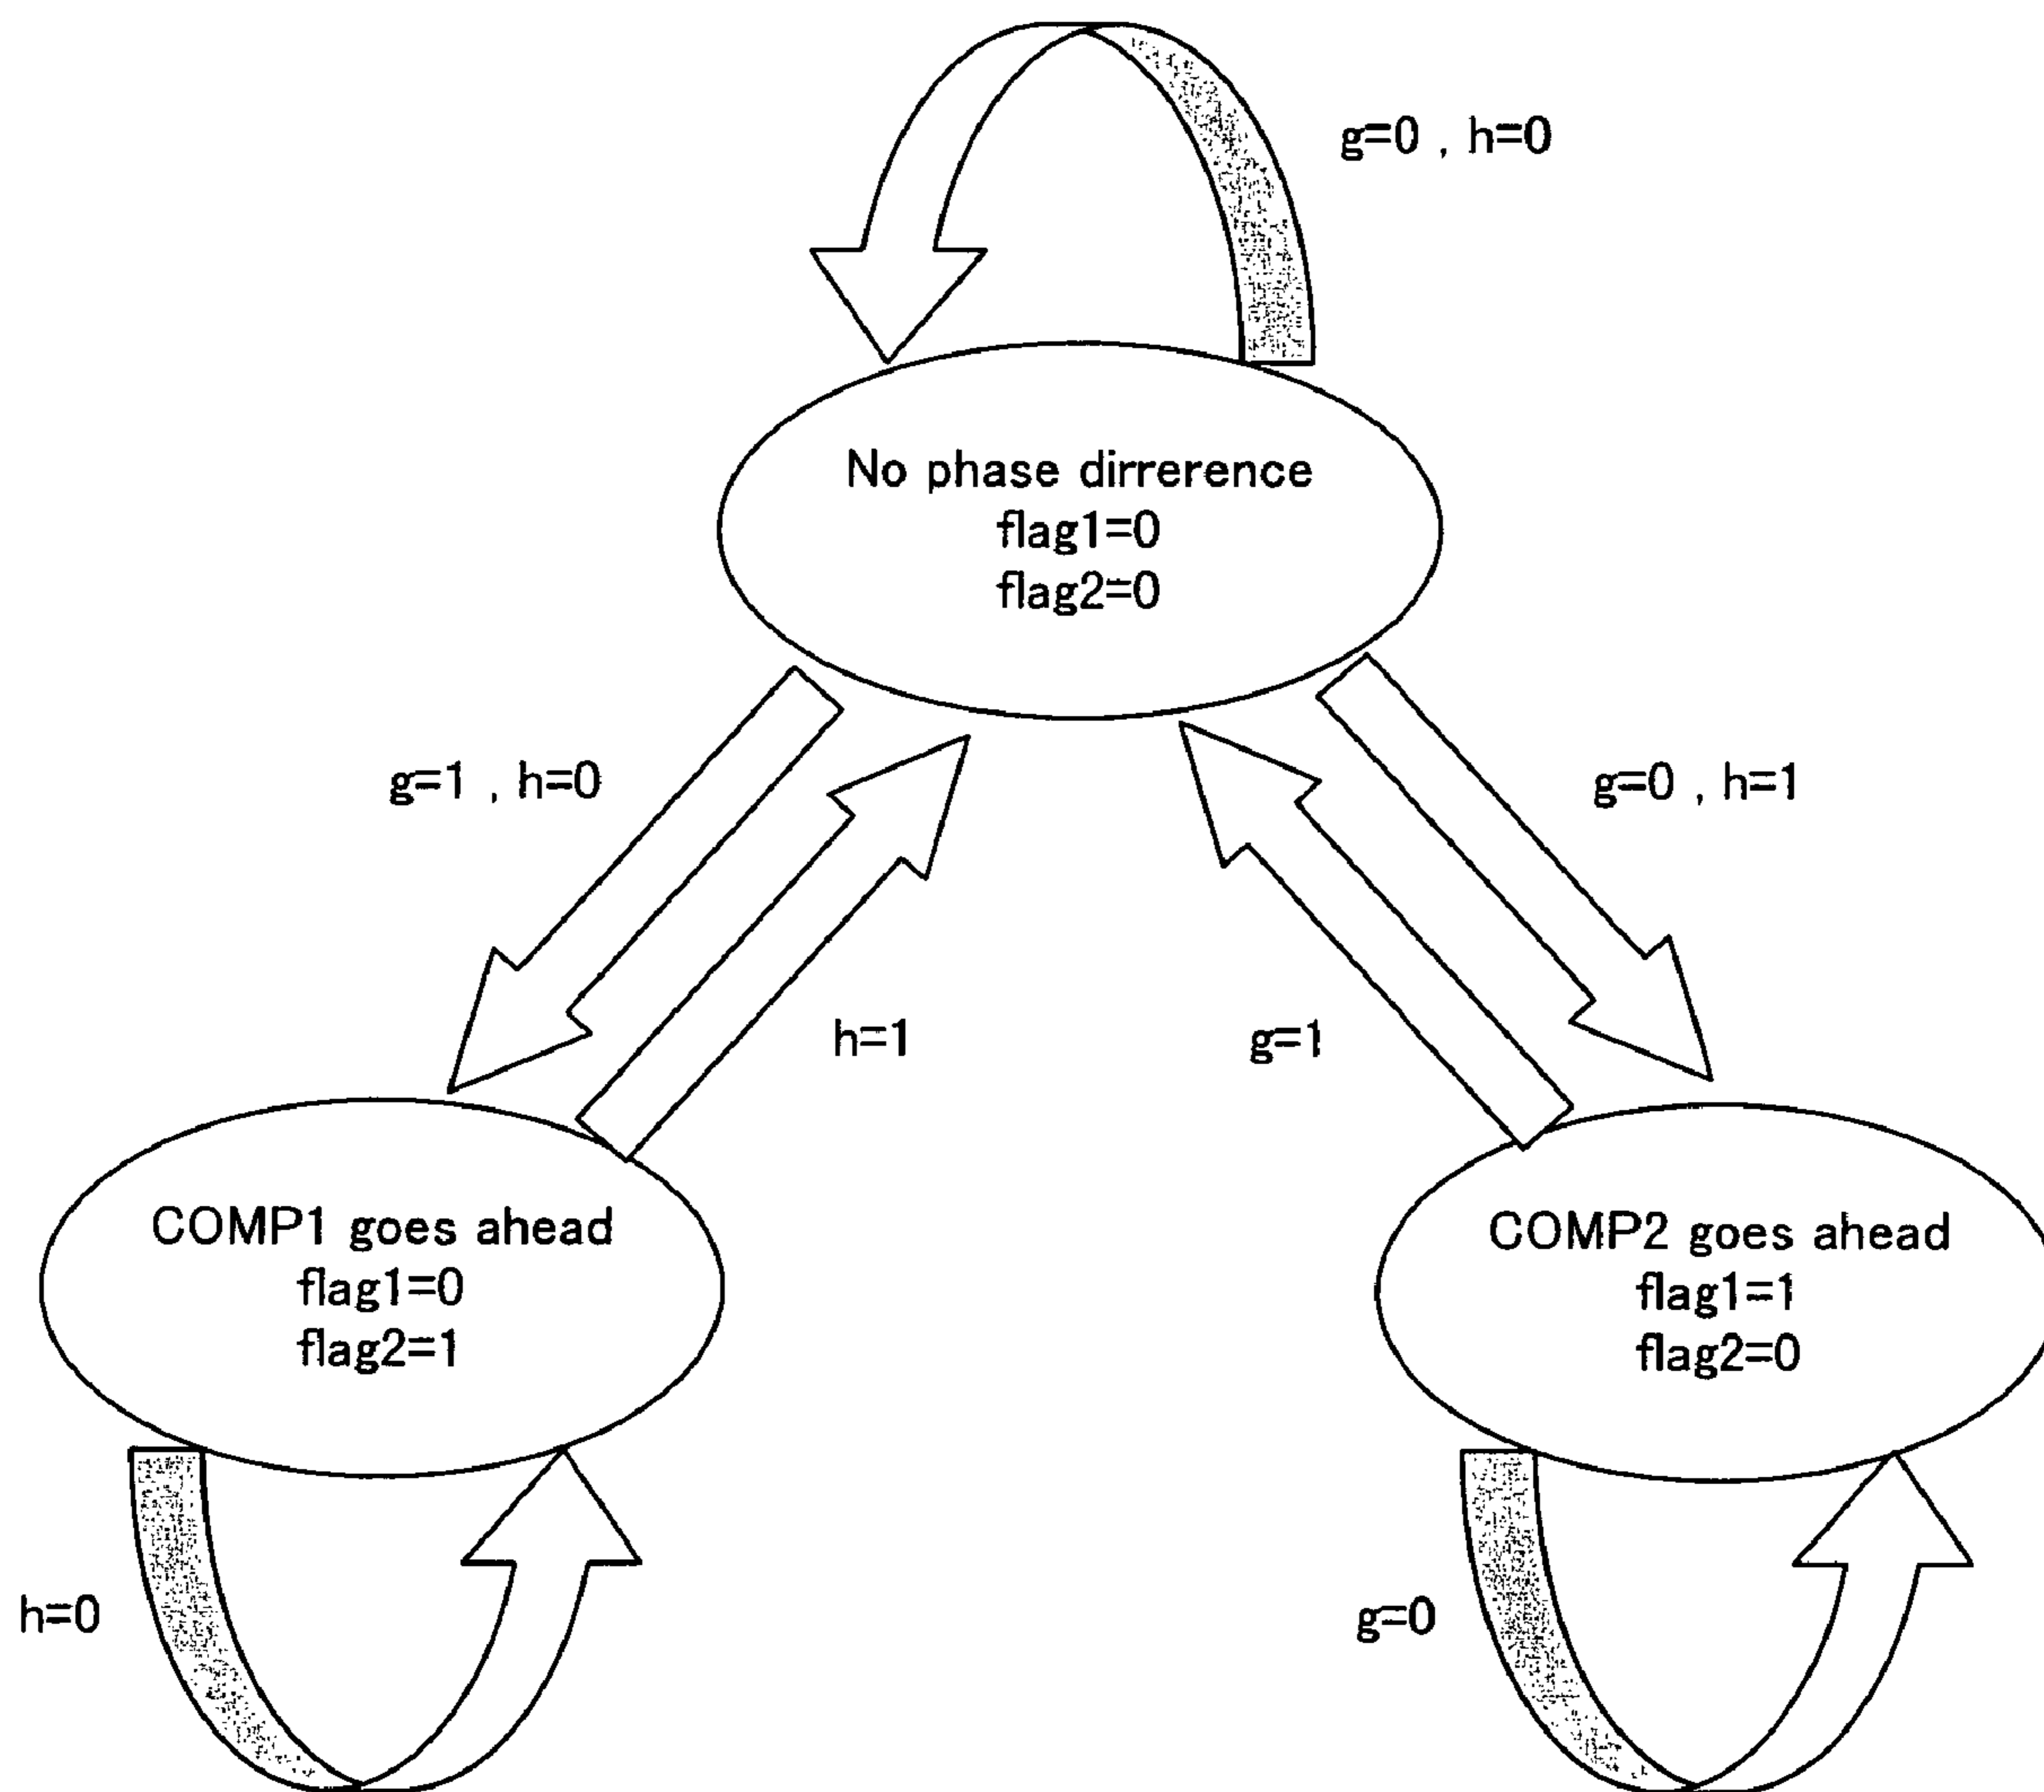 g=0 , h=0
No phase dirrerence
flag1=0
flag2=0
g=1 , h=0
g=0 , h=1
h=1
g=1
COMP1 goes ahead
flag1=0
flag2=1
COMP2 goes ahead
flag1=1
flag2=0
h=0
g=0